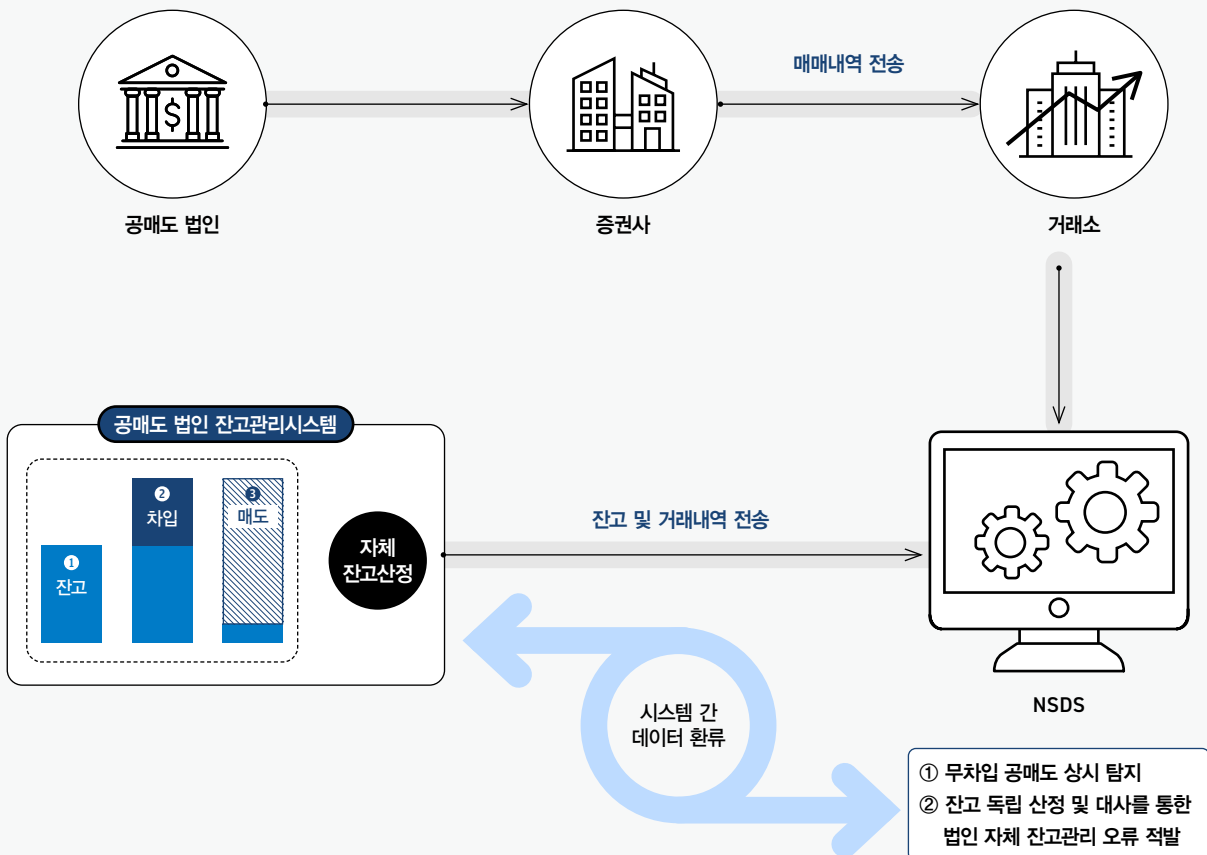 $
매매내역 전송
공매도 법인
증권사
거래소
공매도 법인 잔고관리시스템
❶
잔고
❷
차입
❸
매도
자체
잔고산정
잔고 및 거래내역 전송
NSDS
시스템 간
데이터 환류
① 무차입 공매도 상시 탐지
② 잔고 독립 산정 및 대사를 통한
법인 자체 잔고관리 오류 적발